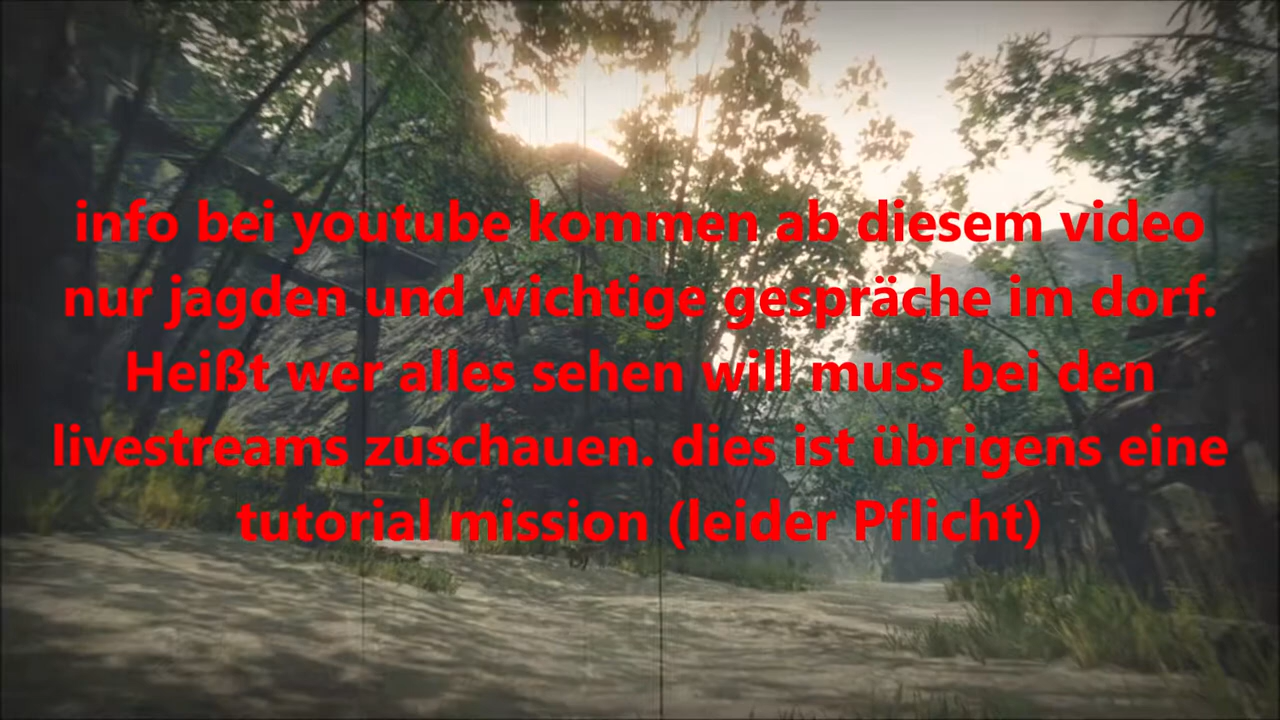 info bei youtube kommen ab diesem video
nur jagden und wichtige gespräche im dorf.
Heißt wer alles sehen will muss bei den
livestreams zuschauen. dies ist übrigens eine
tutorial mission (leider Pflicht)